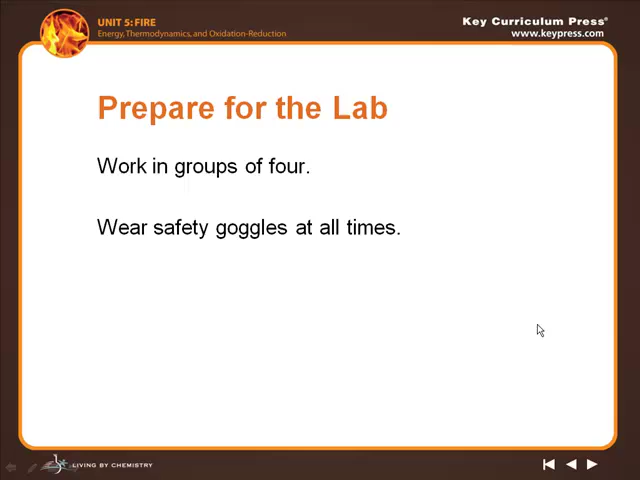 UNIT 5: FIRE
Energy, Thermodynamics, and Oxidation-Reduction
Key Curriculum Press®
www.keypress.com
Prepare for the Lab
Work in groups of four.
Wear safety goggles at all times.
LIVING BY CHEMISTRY